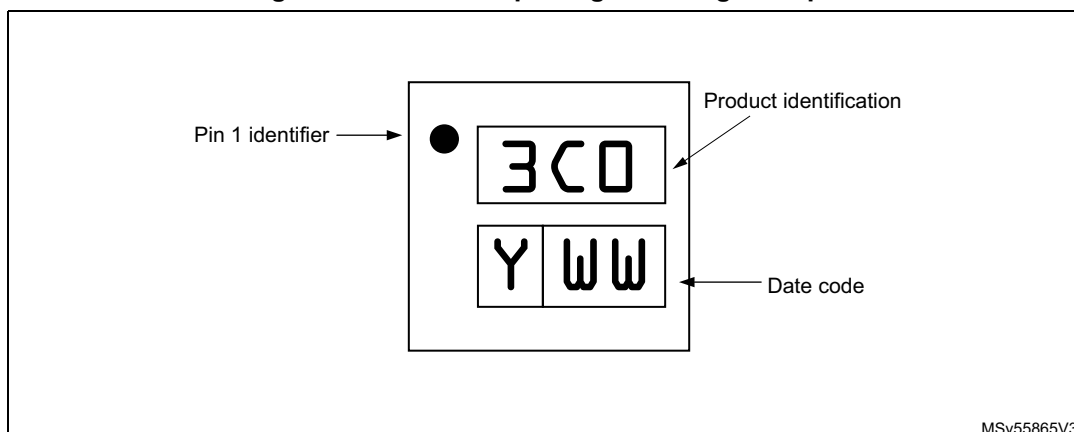 Product identification
Pin 1 identifier
3C0
Y WW
Date code
MSv55865V3